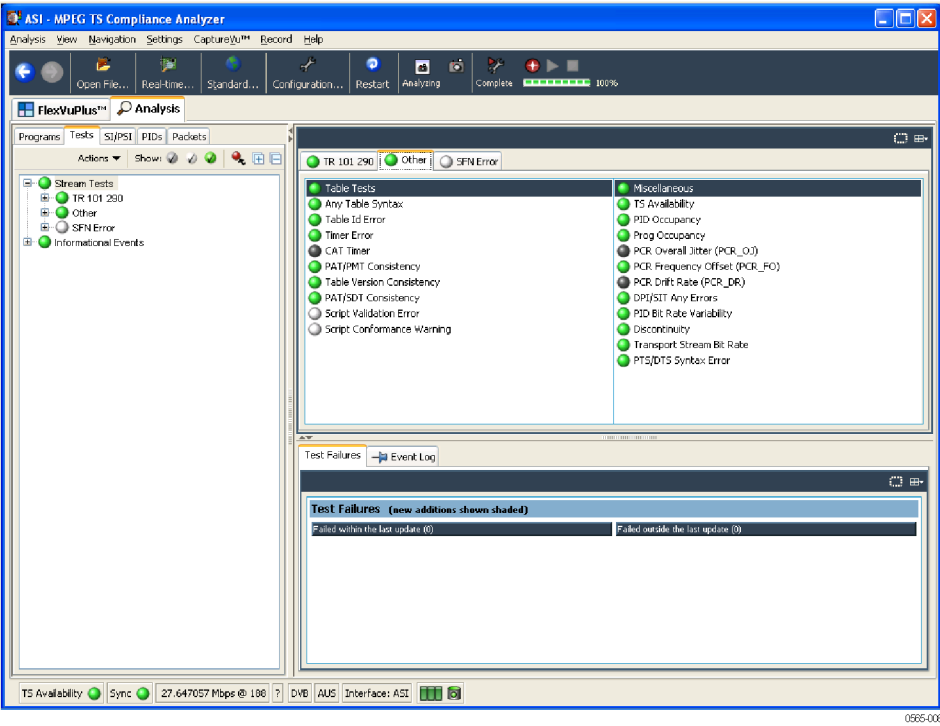 ASI - MPEG TS Compliance Analyzer
Analysis View Navigation Settings CaptureVu™ Record Help
Open File... Real-time... Standard... Configuration... Restart Analyzing Complete 100%
FlexVuPlus™ Analysis
Programs Tests SI/PSI PIDs Packets
Actions Show:
Stream Tests
TR 101 290
Other
SFN Error
Informational Events
TR 101 290 Other SFN Error
Table Tests
Any Table Syntax
Table Id Error
Timer Error
CAT Timer
PAT/PMT Consistency
Table Version Consistency
PAT/SDT Consistency
Script Validation Error
Script Conformance Warning
Miscellaneous
TS Availability
PID Occupancy
Prog Occupancy
PCR Overall Jitter (PCR_OJ)
PCR Frequency Offset (PCR_FO)
PCR Drift Rate (PCR_DR)
DPI/SIT Any Errors
PID Bit Rate Variability
Discontinuity
Transport Stream Bit Rate
PTS/DTS Syntax Error
Test Failures Event Log
Test Failures (new additions shown shaded)
Failed within the last update (0) Failed outside the last update (0)
TS Availability Sync 27.647057 Mbps @ 188 ? DVB AUS Interface: ASI